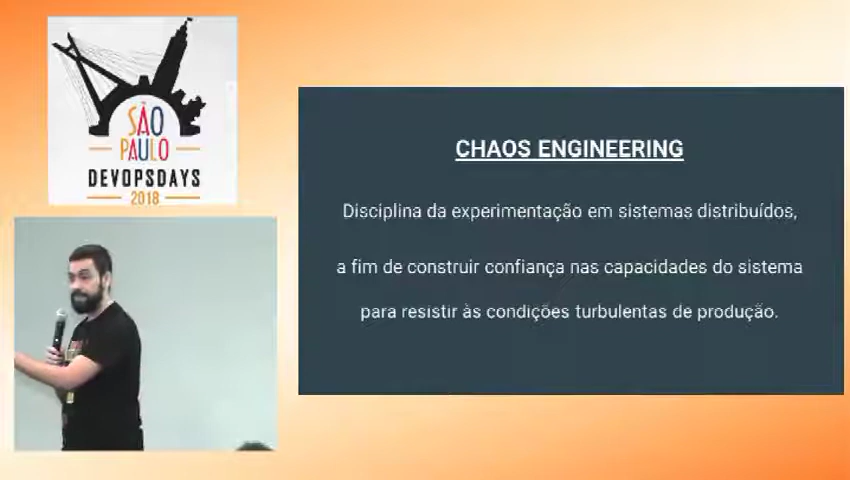 SÃO
PAULO
DEVOPSDAYS
2018
CHAOS ENGINEERING
Disciplina da experimentação em sistemas distribuídos,
a fim de construir confiança nas capacidades do sistema
para resistir às condições turbulentas de produção.